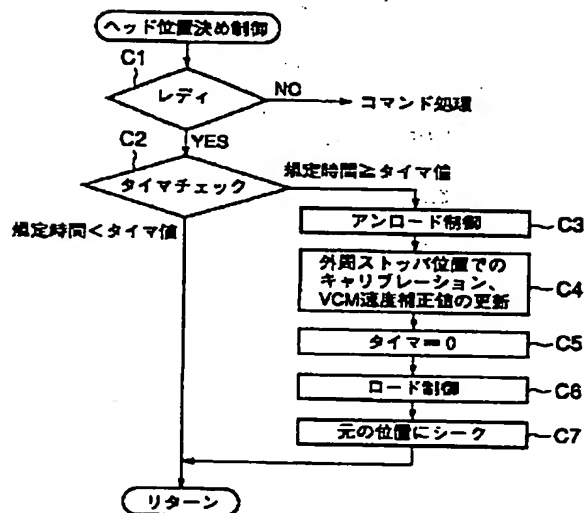 ヘッド位置決め制御
C1
レディ
NO
コマンド処理
C2
YES
タイマチェック
規定時間≧タイマ値
規定時間<タイマ値
アンロード制御
C3
外周ストッパ位置での
キャリブレーション、
VCM速度補正値の更新
C4
タイマ=0
C5
ロード制御
C6
元の位置にシーク
C7
リターン